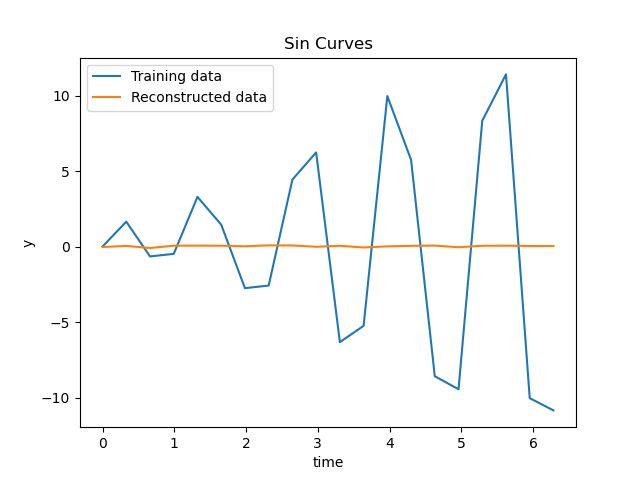 Sin Curves
Training data
Reconstructed data
10
5
0
−5
−10
y
0 1 2 3 4 5 6
time